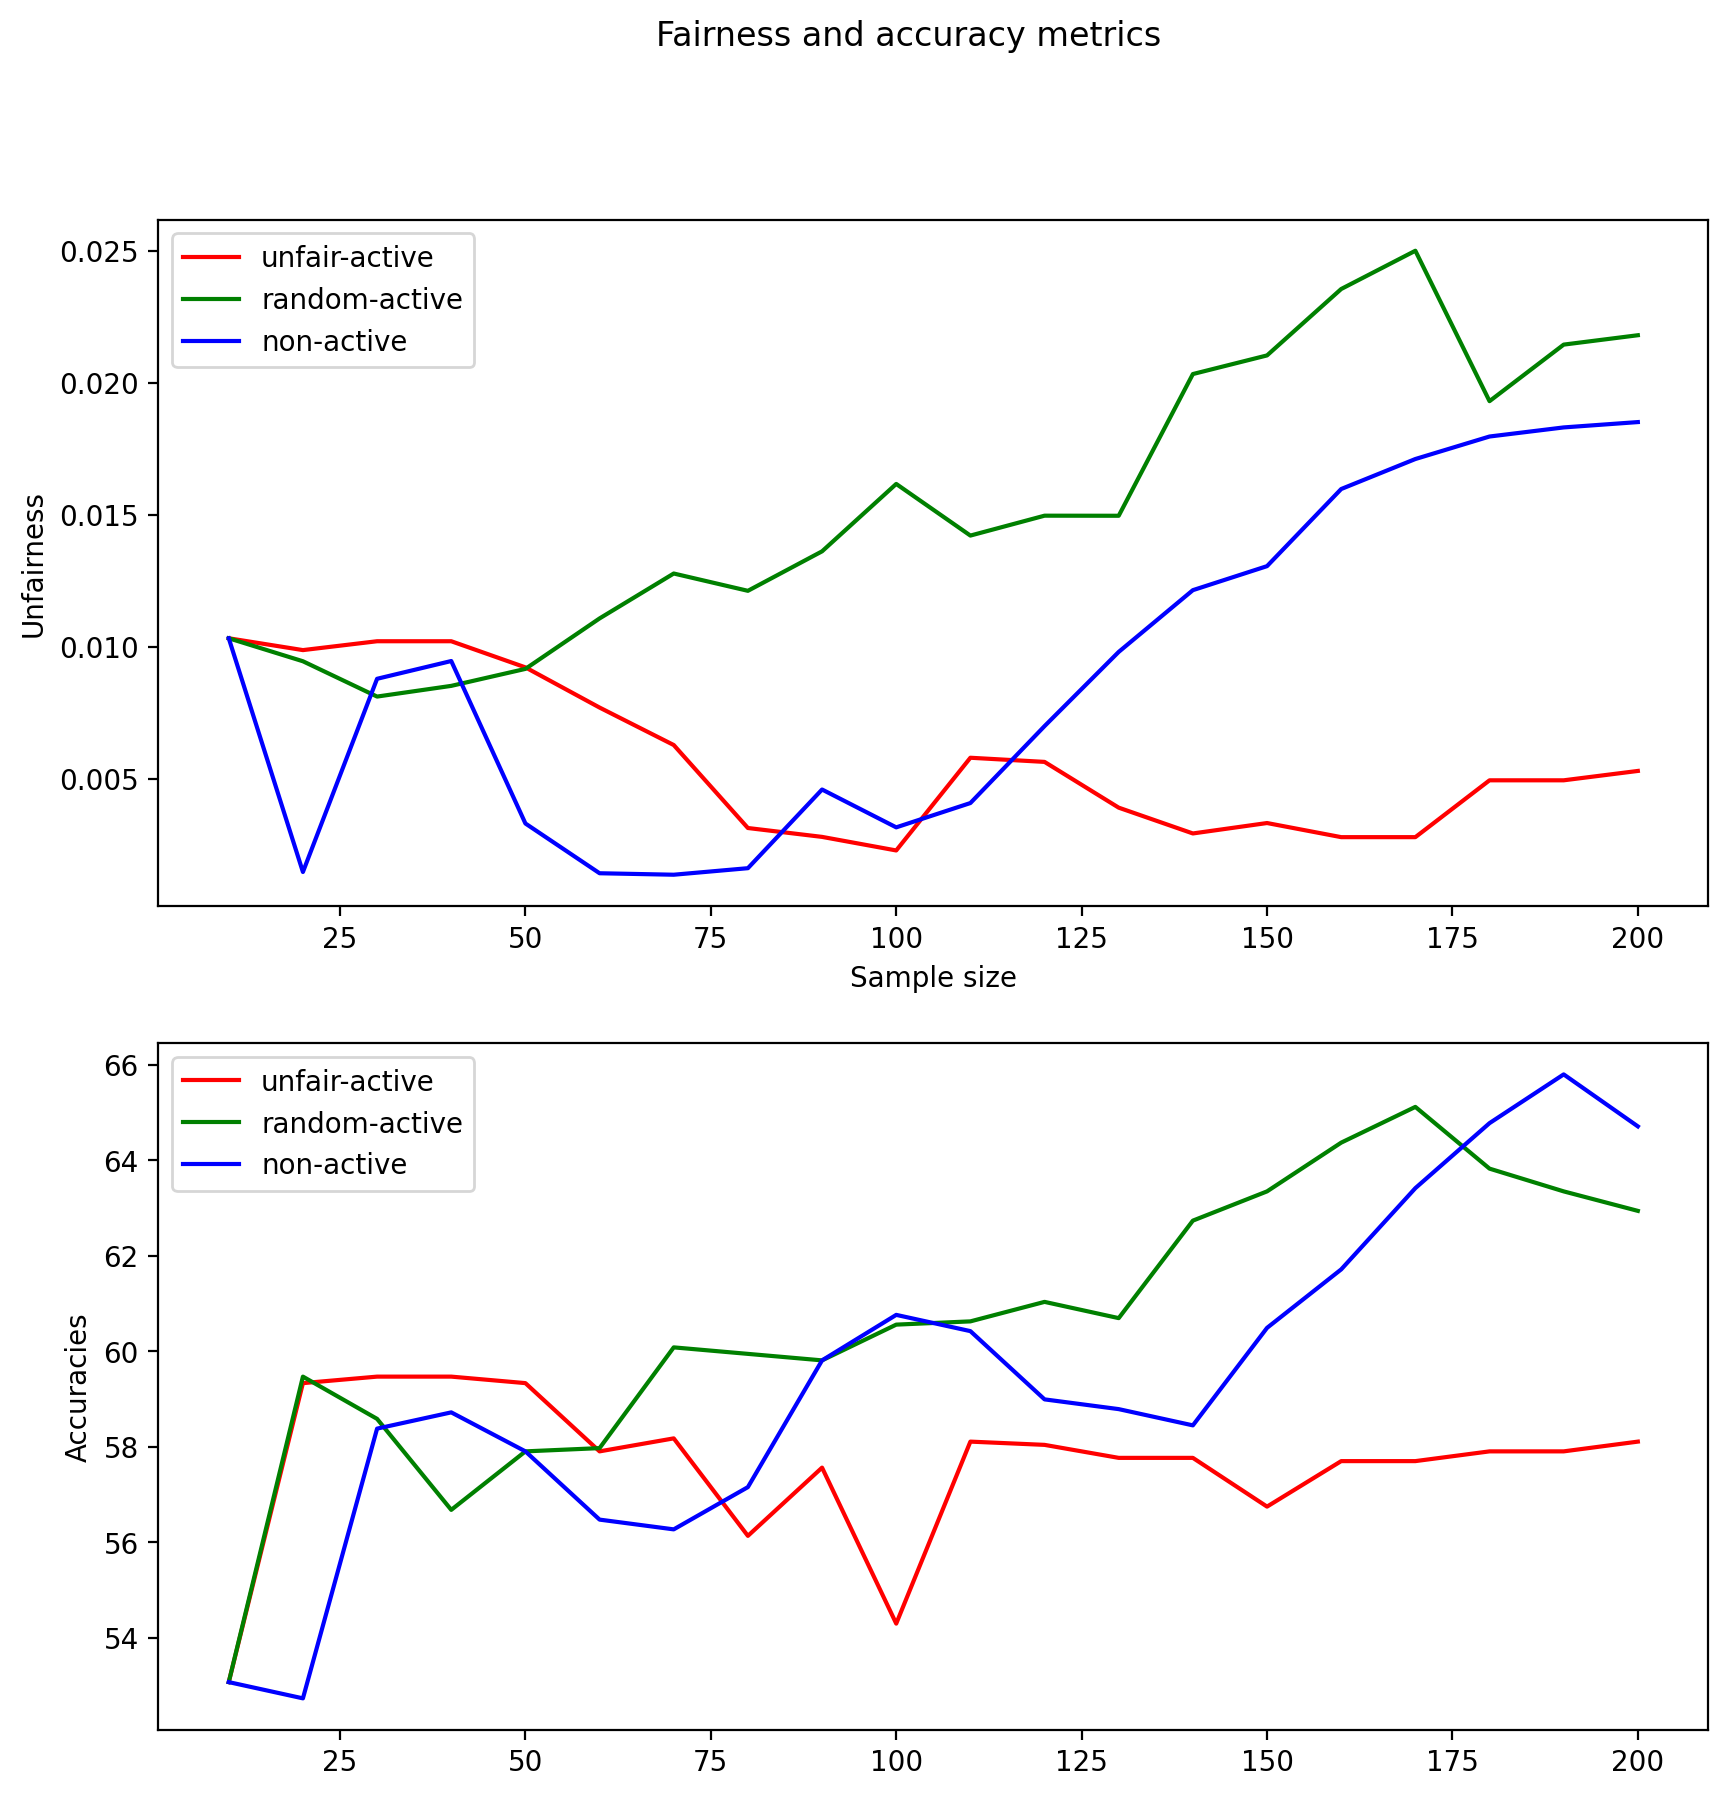 Fairness and accuracy metrics
0.025
0.020
0.015
0.010
0.005
Unfairness
unfair-active
random-active
non-active
25 50 75 100 125 150 175 200
Sample size
66
64
62
60
58
56
54
Accuracies
unfair-active
random-active
non-active
25 50 75 100 125 150 175 200